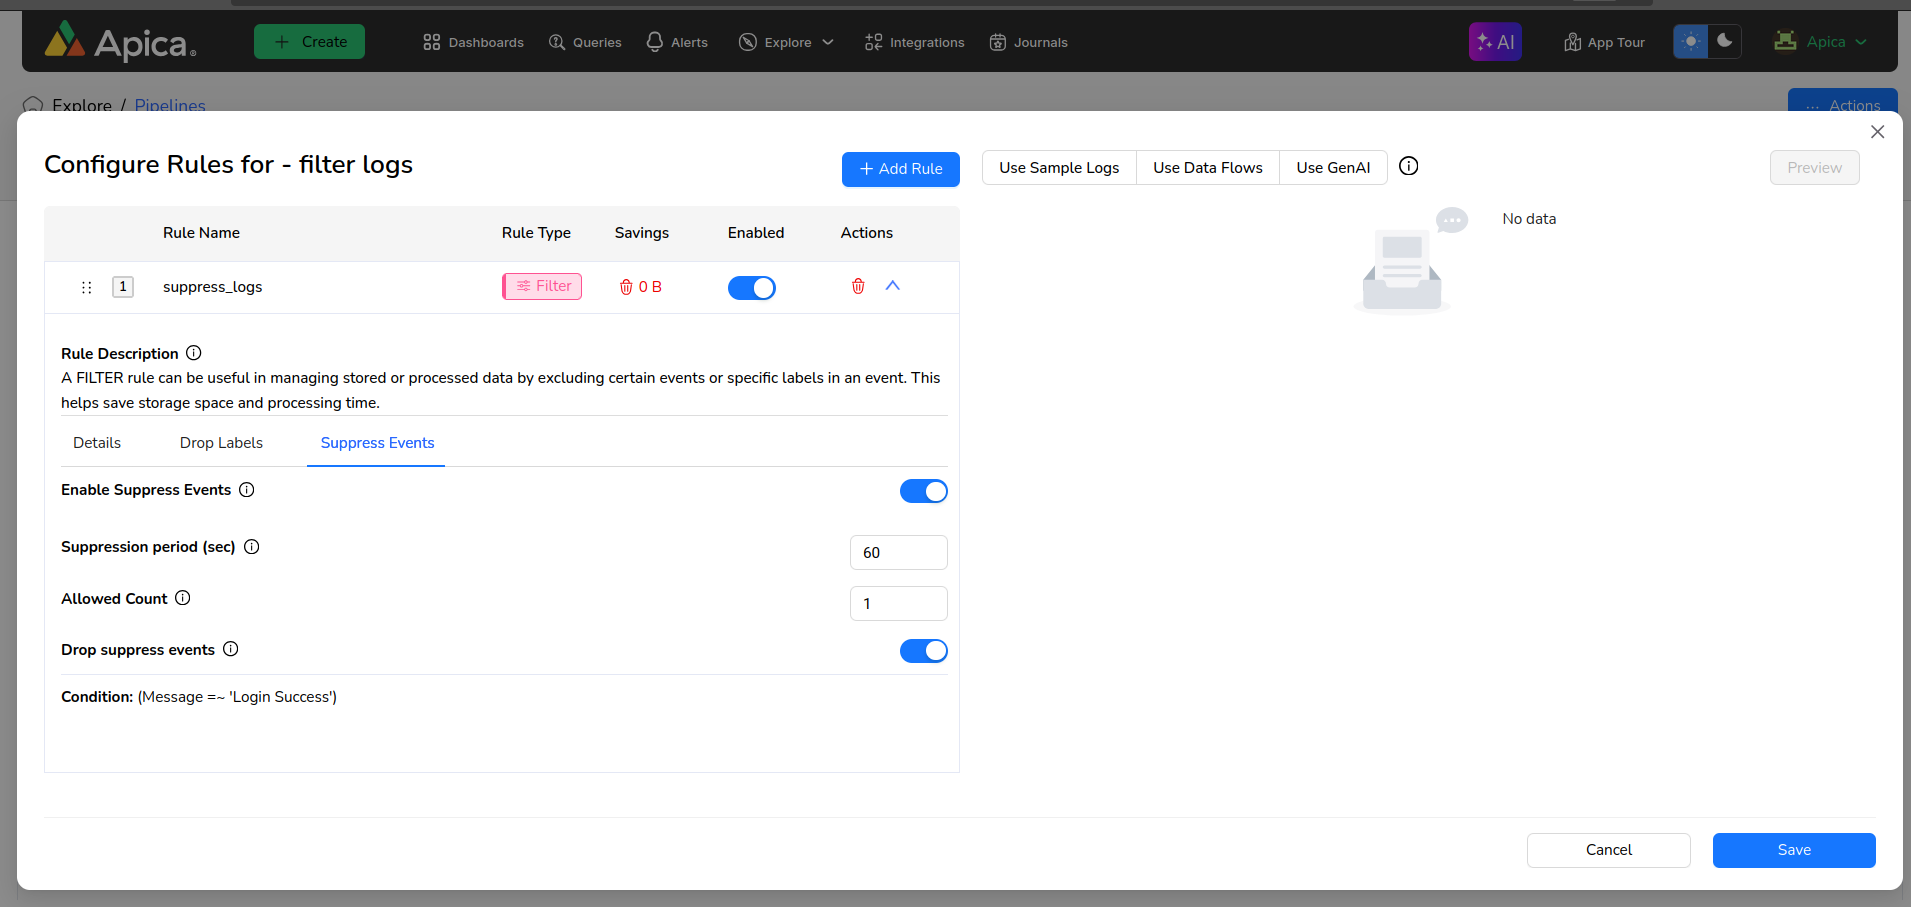 Apica®
Create
Dashboards
Queries
Alerts
Explore
Integrations
Journals
AI
App Tour
Apica
Explore / Pipelines
··· Actions
Configure Rules for - filter logs
+ Add Rule
Use Sample Logs
Use Data Flows
Use GenAI
Preview
Rule Name
Rule Type
Savings
Enabled
Actions
No data
1
suppress_logs
Filter
0 B
Rule Description
A FILTER rule can be useful in managing stored or processed data by excluding certain events or specific labels in an event. This
helps save storage space and processing time.
Details
Drop Labels
Suppress Events
Enable Suppress Events
Suppression period (sec)
60
Allowed Count
1
Drop suppress events
Condition: (Message =~ 'Login Success')
Cancel
Save